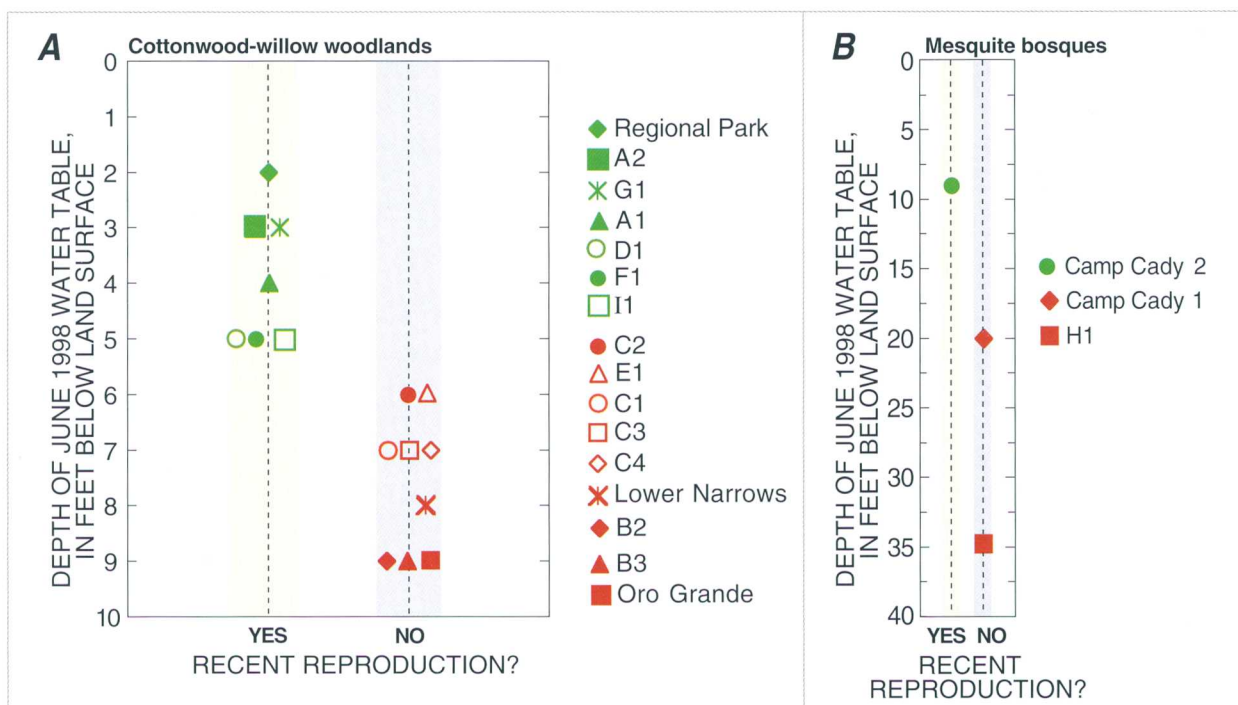 A Cottonwood-willow woodlands
DEPTH OF JUNE 1998 WATER TABLE,
IN FEET BELOW LAND SURFACE
0
1
2
3
4
5
6
7
8
9
10
YES NO
RECENT REPRODUCTION?
Regional Park
A2
G1
A1
D1
F1
I1
C2
E1
C1
C3
C4
Lower Narrows
B2
B3
Oro Grande
B Mesquite bosques
DEPTH OF JUNE 1998 WATER TABLE,
IN FEET BELOW LAND SURFACE
0
5
10
15
20
25
30
35
40
YES NO
RECENT
REPRODUCTION?
Camp Cady 2
Camp Cady 1
H1